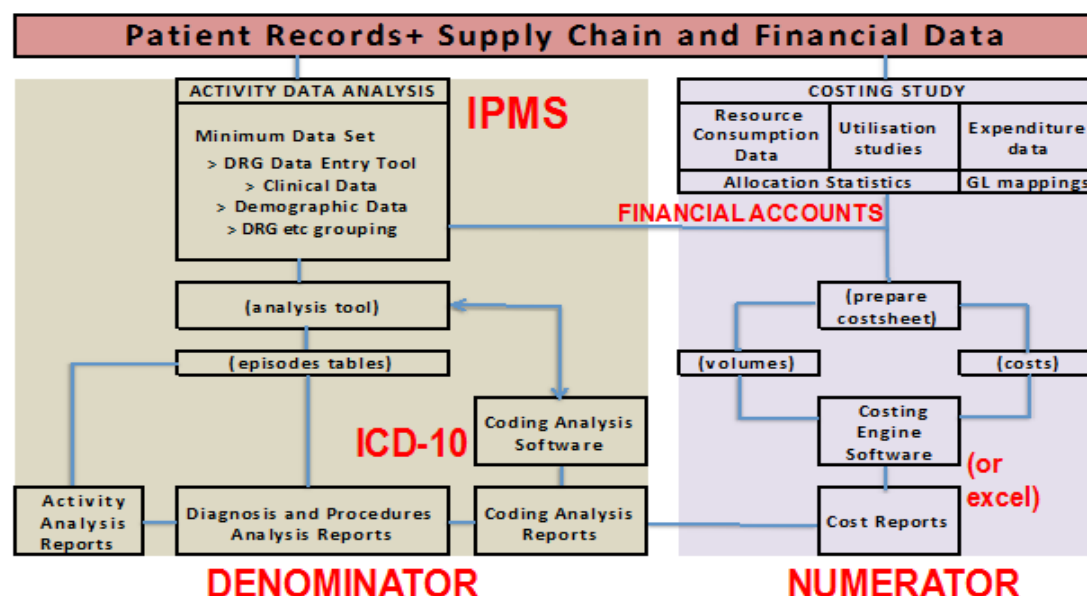 Patient Records+ Supply Chain and Financial Data
ACTIVITY DATA ANALYSIS
Minimum Data Set
> DRG Data Entry Tool
> Clinical Data
> Demographic Data
> DRG etc grouping
IPMS
COSTING STUDY
Resource
Consumption
Data
Utilisation
studies
Expenditure
data
Allocation Statistics
GL mappings
FINANCIAL ACCOUNTS
(analysis tool)
(episodes tables)
(prepare
costsheet)
(volumes)
(costs)
ICD-10
Coding Analysis
Software
Costing
Engine
Software
(or
excel)
Activity
Analysis
Reports
Diagnosis and Procedures
Analysis Reports
Coding Analysis
Reports
Cost Reports
DENOMINATOR
NUMERATOR